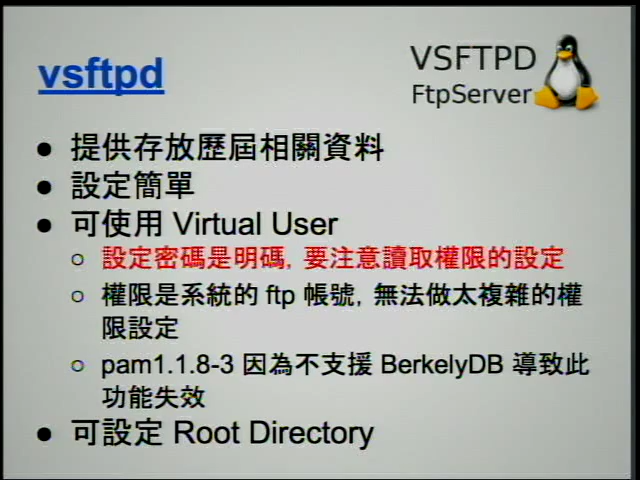 vsftpd
VSFTPD
FtpServer
● 提供存放歷屆相關資料
● 設定簡單
● 可使用 Virtual User
○ 設定密碼是明碼, 要注意讀取權限的設定
○ 權限是系統的 ftp 帳號, 無法做太複雜的權
限設定
○ pam1.1.8-3 因為不支援 BerkelyDB 導致此
功能失效
● 可設定 Root Directory